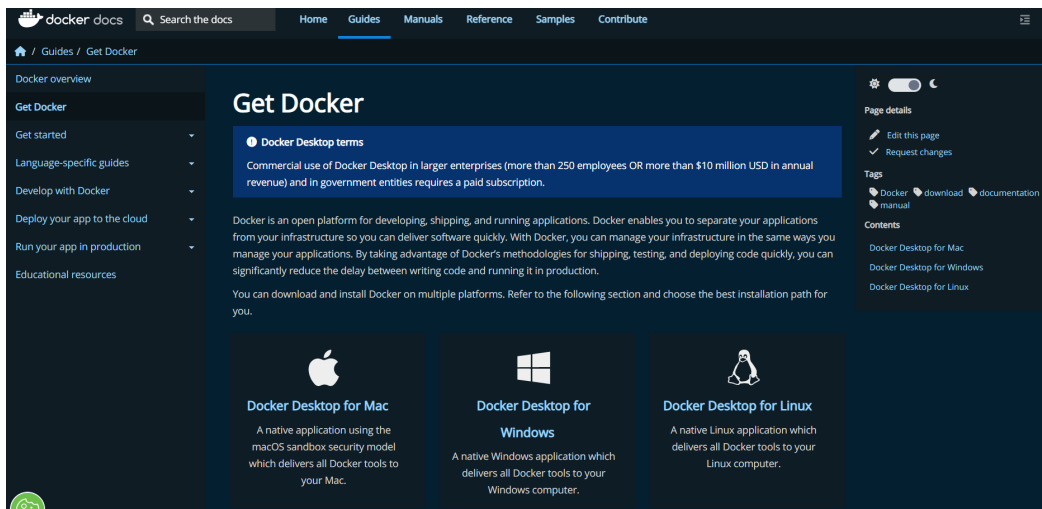 docker docs
Search the docs
Home Guides Manuals Reference Samples Contribute
/ Guides / Get Docker
Docker overview
Get Docker
Get started
Language-specific guides
Develop with Docker
Deploy your app to the cloud
Run your app in production
Educational resources
Get Docker
Docker Desktop terms
Commercial use of Docker Desktop in larger enterprises (more than 250 employees OR more than $10 million USD in annual
revenue) and in government entities requires a paid subscription.
Docker is an open platform for developing, shipping, and running applications. Docker enables you to separate your applications
from your infrastructure so you can deliver software quickly. With Docker, you can manage your infrastructure in the same ways you
manage your applications. By taking advantage of Docker's methodologies for shipping, testing, and deploying code quickly, you can
significantly reduce the delay between writing code and running it in production.
You can download and install Docker on multiple platforms. Refer to the following section and choose the best installation path for
you.
Docker Desktop for Mac
A native application using the
macOS sandbox security model
which delivers all Docker tools to
your Mac.
Docker Desktop for
Windows
A native Windows application which
delivers all Docker tools to your
Windows computer.
Docker Desktop for Linux
A native Linux application which
delivers all Docker tools to your
Linux computer.
Page details
Edit this page
Request changes
Tags
Docker download documentation
manual
Contents
Docker Desktop for Mac
Docker Desktop for Windows
Docker Desktop for Linux